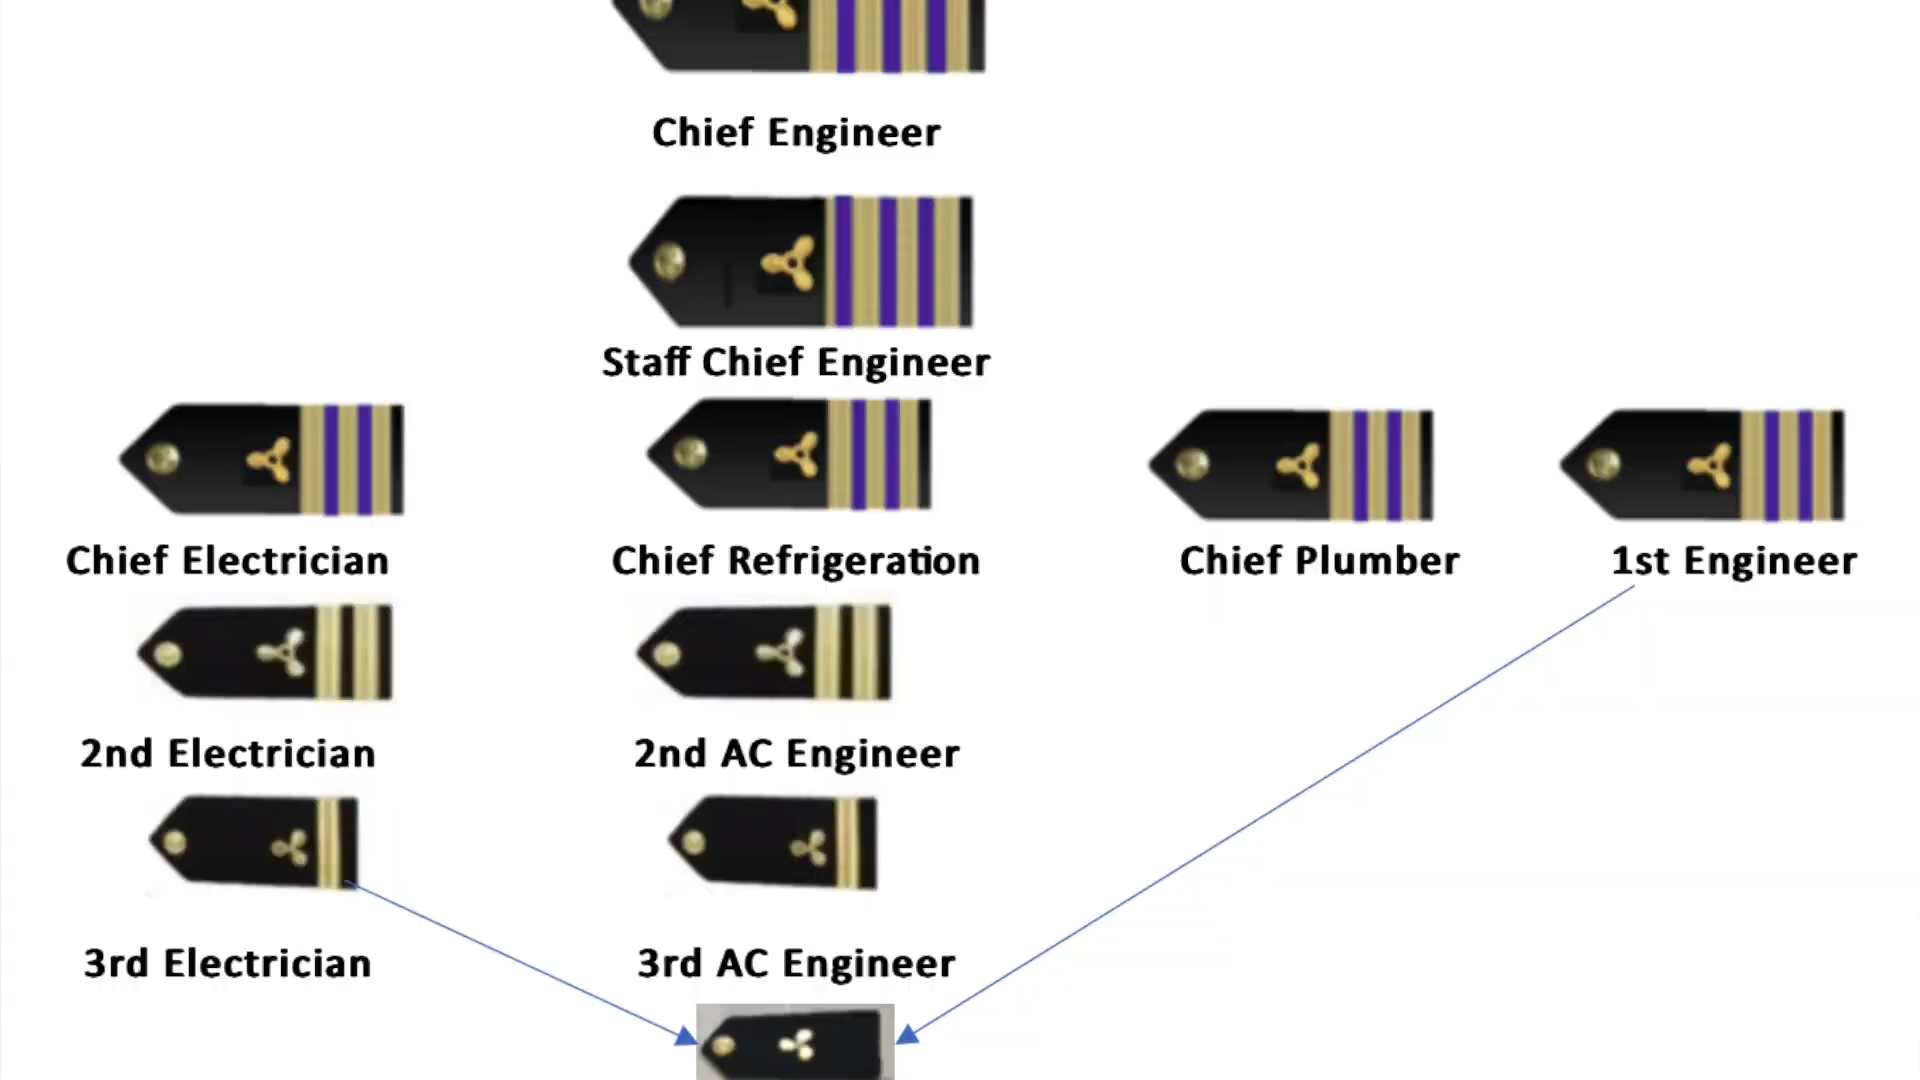 Chief Engineer
Staff Chief Engineer
Chief Electrician
Chief Refrigeration
Chief Plumber
1st Engineer
2nd Electrician
2nd AC Engineer
3rd Electrician
3rd AC Engineer